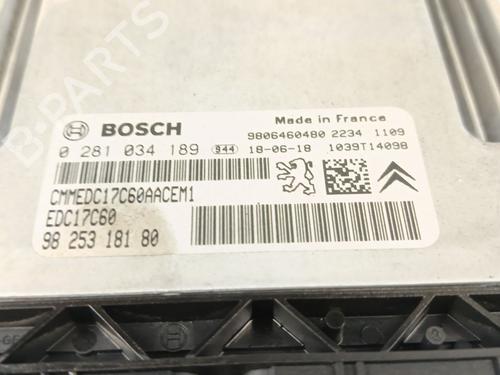 B-PARTS
BOSCH
Made in France
9806460480 2234 1109
0 281 034 189 944 18-06-18 1039T14098
CMMEDC17C60AACEM1
EDC17C60
98 253 181 80